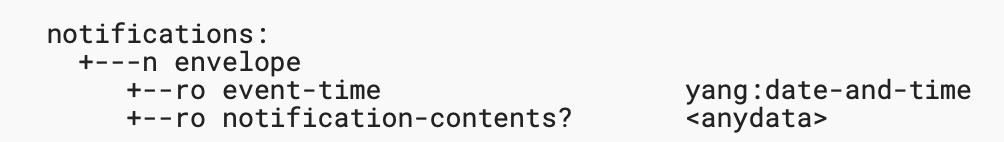 notifications:
  +---n envelope
     +--ro event-time                   yang:date-and-time
     +--ro notification-contents?       <anydata>